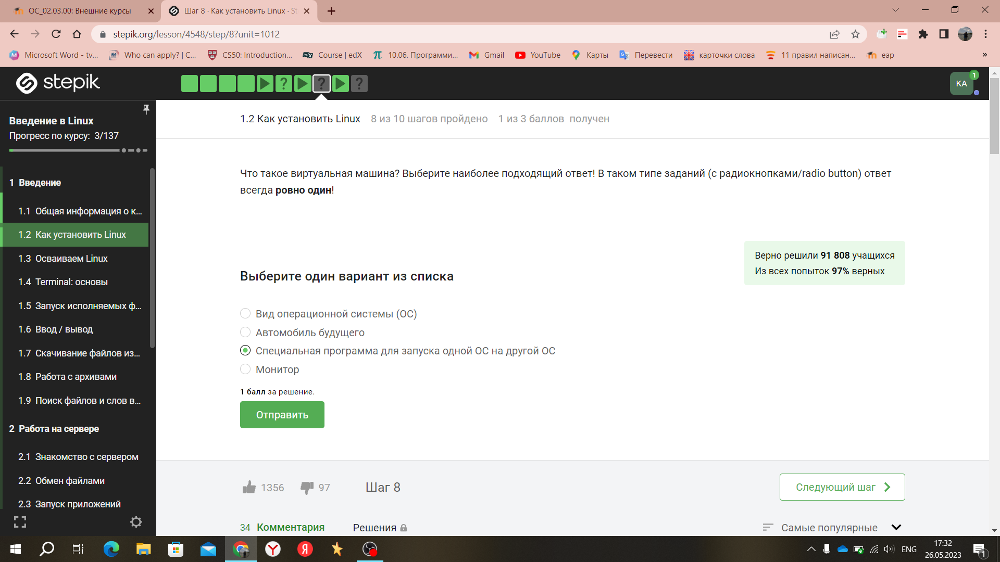 ОС_02.03.00: Внешние курсы
Шаг 8 · Как установить Linux · St
stepik.org/lesson/4548/step/8?unit=1012
Microsoft Word - tv...
Who can apply? | C...
CS50: Introduction...
edX
Course | edX
10.06. Программи...
Gmail
YouTube
Карты
Перевести
карточки слова
11 правил написан...
eap
»
stepik
KA
1
Введение в Linux
Прогресс по курсу: 3/137
1 Введение
1.1 Общая информация о к...
1.2 Как установить Linux
1.3 Осваиваем Linux
1.4 Terminal: основы
1.5 Запуск исполняемых ф...
1.6 Ввод / вывод
1.7 Скачивание файлов из...
1.8 Работа с архивами
1.9 Поиск файлов и слов в...
2 Работа на сервере
2.1 Знакомство с сервером
2.2 Обмен файлами
2.3 Запуск приложений
1.2 Как установить Linux 8 из 10 шагов пройдено 1 из 3 баллов получен
Что такое виртуальная машина? Выберите наиболее подходящий ответ! В таком типе заданий (с радиокнопками/radio button) ответ
всегда ровно один!
Верно решили 91 808 учащихся
Из всех попыток 97% верных
Выберите один вариант из списка
Вид операционной системы (ОС)
Автомобиль будущего
Специальная программа для запуска одной ОС на другой ОС
Монитор
1 балл за решение.
Отправить
1356
97
Шаг 8
Следующий шаг
34 Комментария
Решения
Самые популярные
ENG
17:32
26.05.2023
1